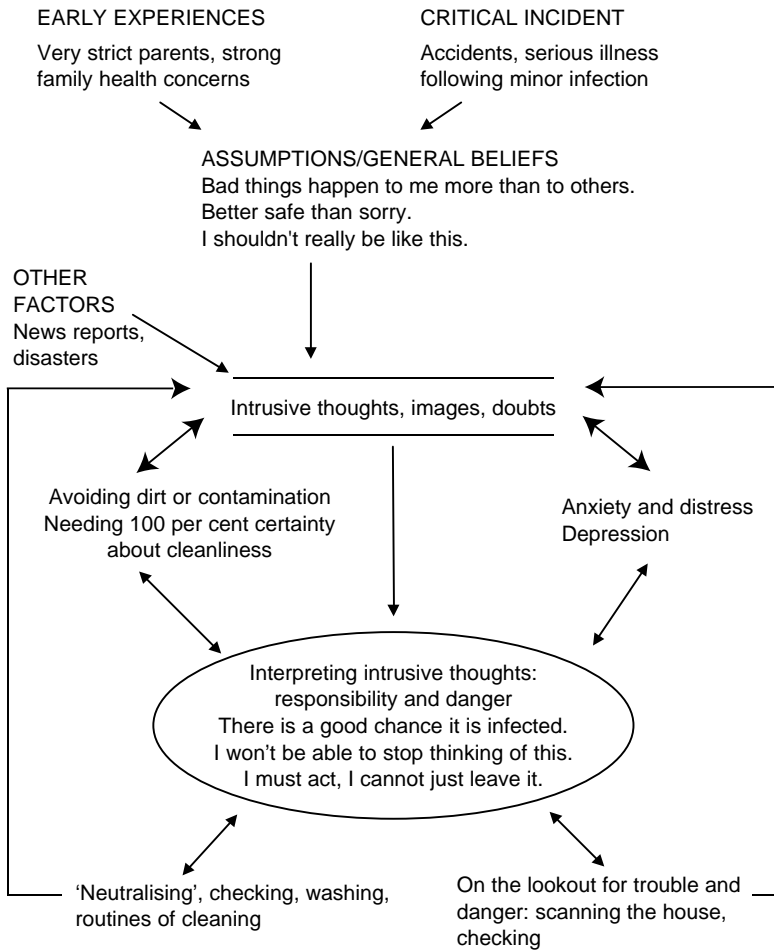 EARLY EXPERIENCES
Very strict parents, strong
family health concerns
CRITICAL INCIDENT
Accidents, serious illness
following minor infection
ASSUMPTIONS/GENERAL BELIEFS
Bad things happen to me more than to others.
Better safe than sorry.
I shouldn't really be like this.
OTHER
FACTORS
News reports,
disasters
Intrusive thoughts, images, doubts
Avoiding dirt or contamination
Needing 100 per cent certainty
about cleanliness
Anxiety and distress
Depression
Interpreting intrusive thoughts:
responsibility and danger
There is a good chance it is infected.
I won’t be able to stop thinking of this.
I must act, I cannot just leave it.
‘Neutralising’, checking, washing,
routines of cleaning
On the lookout for trouble and
danger: scanning the house,
checking